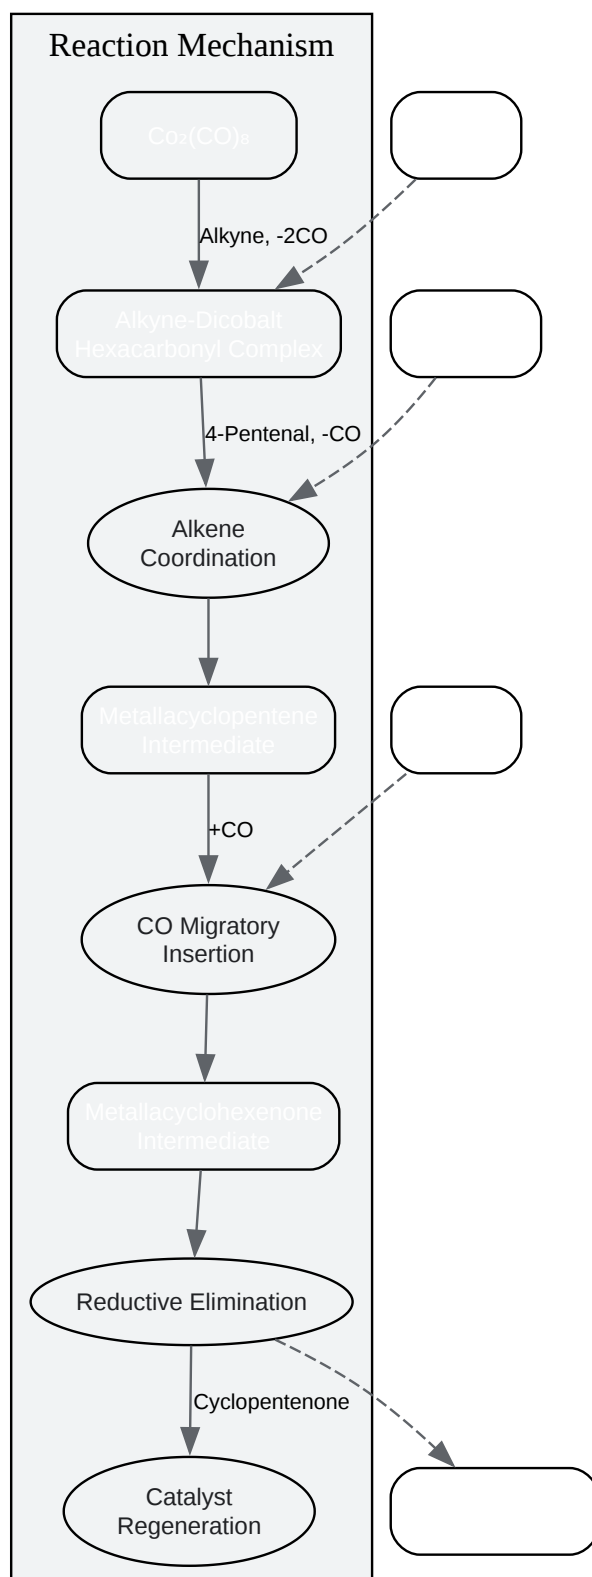 Reaction Mechanism
Co₂(CO)₈
Alkyne, -2CO
Alkyne-Dicobalt
Hexacarbonyl Complex
4-Pentenal, -CO
Alkene
Coordination
Metallacyclopentene
Intermediate
+CO
CO Migratory
Insertion
Metallacyclohexenone
Intermediate
Reductive Elimination
Cyclopentenone
Catalyst
Regeneration